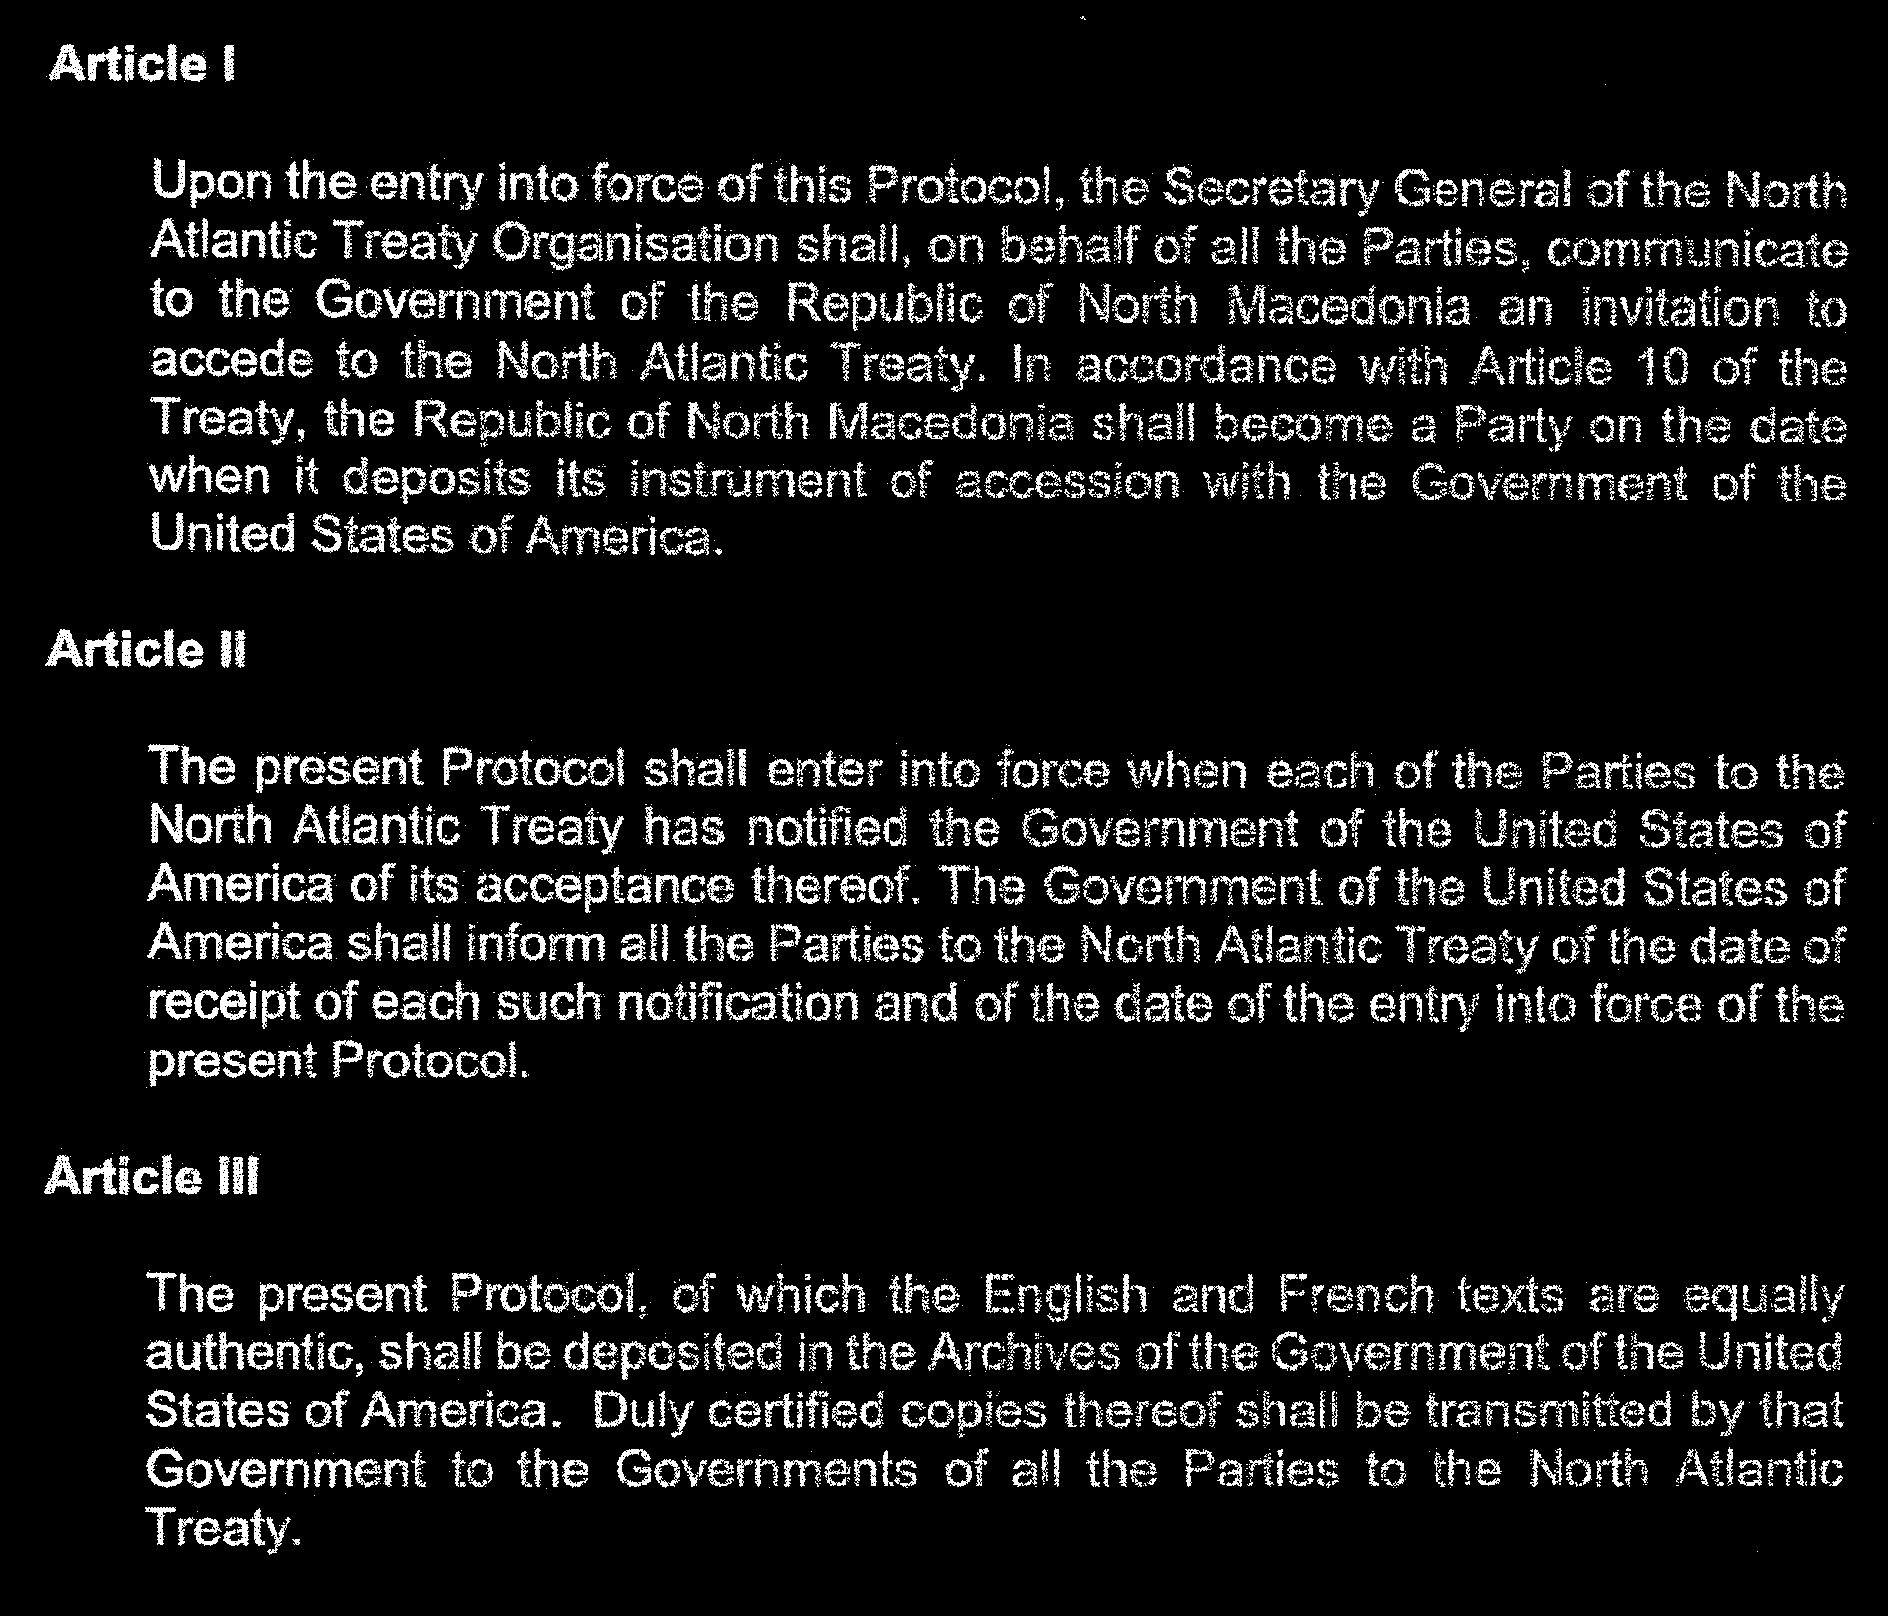 Article I
Upon the entry into force of this Protocol, the Secretary General of the North
Atlantic Treaty Organisation shall, on behalf of all the Parties, communicate
to the Government of the Republic of North Macedonia an invitation to
accede to the North Atlantic Treaty. In accordance with Article 10 of the
Treaty, the Republic of North Macedonia shall become a Party on the date
when it deposits its instrument of accession with the Government of the
United States of America.
Article II
The present Protocol shall enter into force when each of the Parties to the
North Atlantic Treaty has notified the Government of the United States of
America of its acceptance thereof. The Government of the United States of
America shall inform all the Parties to the North Atlantic Treaty of the date of
receipt of each such notification and of the date of the entry into force of the
present Protocol.
Article III
The present Protocol, of which the English and French texts are equally
authentic, shall be deposited in the Archives of the Government of the United
States of America. Duly certified copies thereof shall be transmitted by that
Government to the Governments of all the Parties to the North Atlantic
Treaty.